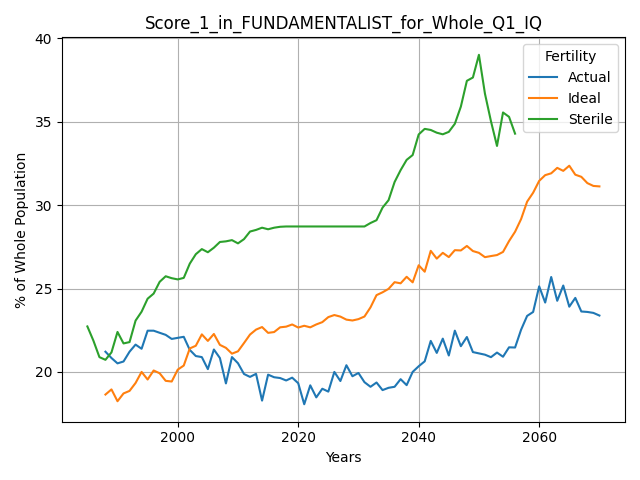 Score_1_in_FUNDAMENTALIST_for_Whole_Q1_IQ
% of Whole Population
40
35
30
25
20
2000
2020
2040
2060
Years
Fertility
Actual
Ideal
Sterile